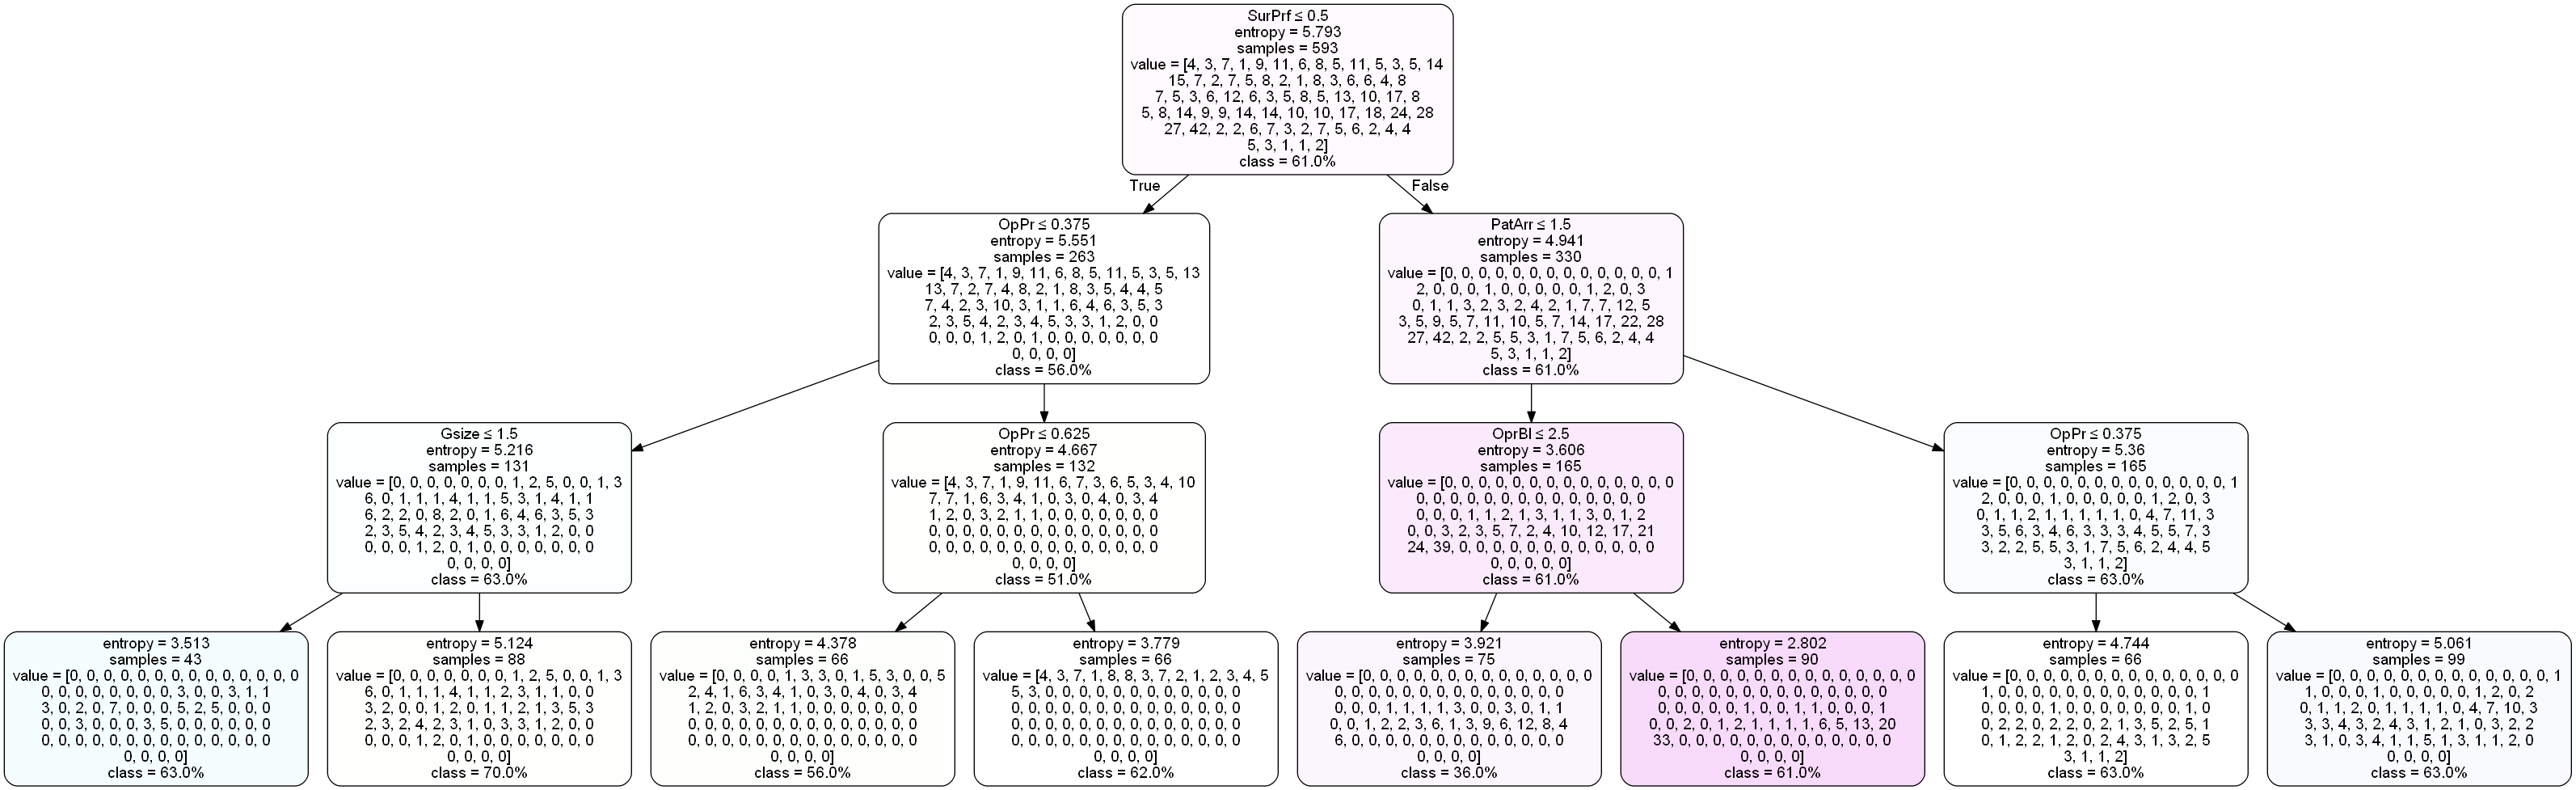 SurPrf ≤ 0.5
entropy = 5.793
samples = 593
value = [4, 3, 7, 1, 9, 11, 6, 8, 5, 11, 5, 3, 5, 14
15, 7, 2, 7, 5, 8, 2, 1, 8, 3, 6, 6, 4, 8
7, 5, 3, 6, 12, 6, 3, 5, 8, 5, 13, 10, 17, 8
5, 8, 14, 9, 9, 14, 14, 10, 10, 17, 18, 24, 28
27, 42, 2, 2, 6, 7, 3, 2, 7, 5, 6, 2, 4, 4
5, 3, 1, 1, 2]
class = 61.0%
True
False
OpPr ≤ 0.375
entropy = 5.551
samples = 263
value = [4, 3, 7, 1, 9, 11, 6, 8, 5, 11, 5, 3, 5, 13
13, 7, 2, 7, 4, 8, 2, 1, 8, 3, 5, 4, 4, 5
7, 4, 2, 3, 10, 3, 1, 1, 6, 4, 6, 3, 5, 3
2, 3, 5, 4, 2, 3, 4, 5, 3, 3, 1, 2, 0, 0
0, 0, 0, 1, 2, 0, 1, 0, 0, 0, 0, 0, 0, 0
0, 0, 0, 0]
class = 56.0%
PatArr ≤ 1.5
entropy = 4.941
samples = 330
value = [0, 0, 0, 0, 0, 0, 0, 0, 0, 0, 0, 0, 0, 1
2, 0, 0, 0, 1, 0, 0, 0, 0, 0, 1, 2, 0, 3
0, 1, 1, 3, 2, 3, 2, 4, 2, 1, 7, 7, 12, 5
3, 5, 9, 5, 7, 11, 10, 5, 7, 14, 17, 22, 28
27, 42, 2, 2, 5, 5, 3, 1, 7, 5, 6, 2, 4, 4
5, 3, 1, 1, 2]
class = 61.0%
Gsize ≤ 1.5
entropy = 5.216
samples = 131
value = [0, 0, 0, 0, 0, 0, 0, 1, 2, 5, 0, 0, 1, 3
6, 0, 1, 1, 1, 4, 1, 1, 5, 3, 1, 4, 1, 1
6, 2, 2, 0, 8, 2, 0, 1, 6, 4, 6, 3, 5, 3
2, 3, 5, 4, 2, 3, 4, 5, 3, 3, 1, 2, 0, 0
0, 0, 0, 1, 2, 0, 1, 0, 0, 0, 0, 0, 0, 0
0, 0, 0, 0]
class = 63.0%
OpPr ≤ 0.625
entropy = 4.667
samples = 132
value = [4, 3, 7, 1, 9, 11, 6, 7, 3, 6, 5, 3, 4, 10
7, 7, 1, 6, 3, 4, 1, 0, 3, 0, 4, 0, 3, 4
1, 2, 0, 3, 2, 1, 1, 0, 0, 0, 0, 0, 0, 0
0, 0, 0, 0, 0, 0, 0, 0, 0, 0, 0, 0, 0, 0
0, 0, 0, 0, 0, 0, 0, 0, 0, 0, 0, 0, 0, 0
0, 0, 0, 0]
class = 51.0%
OprBl ≤ 2.5
entropy = 3.606
samples = 165
value = [0, 0, 0, 0, 0, 0, 0, 0, 0, 0, 0, 0, 0, 0
0, 0, 0, 0, 0, 0, 0, 0, 0, 0, 0, 0, 0, 0
0, 0, 0, 1, 1, 2, 1, 3, 1, 1, 3, 0, 1, 2
0, 0, 3, 2, 3, 5, 7, 2, 4, 10, 12, 17, 21
24, 39, 0, 0, 0, 0, 0, 0, 0, 0, 0, 0, 0, 0
0, 0, 0, 0, 0]
class = 61.0%
OpPr ≤ 0.375
entropy = 5.36
samples = 165
value = [0, 0, 0, 0, 0, 0, 0, 0, 0, 0, 0, 0, 0, 1
2, 0, 0, 0, 1, 0, 0, 0, 0, 0, 1, 2, 0, 3
0, 1, 1, 2, 1, 1, 1, 1, 1, 0, 4, 7, 11, 3
3, 5, 6, 3, 4, 6, 3, 3, 3, 4, 5, 5, 7, 3
3, 2, 2, 5, 5, 3, 1, 7, 5, 6, 2, 4, 4, 5
3, 1, 1, 2]
class = 63.0%
entropy = 3.513
samples = 43
value = [0, 0, 0, 0, 0, 0, 0, 0, 0, 0, 0, 0, 0, 0
0, 0, 0, 0, 0, 0, 0, 0, 3, 0, 0, 3, 1, 1
3, 0, 2, 0, 7, 0, 0, 0, 5, 2, 5, 0, 0, 0
0, 0, 3, 0, 0, 0, 3, 5, 0, 0, 0, 0, 0, 0
0, 0, 0, 0, 0, 0, 0, 0, 0, 0, 0, 0, 0, 0
0, 0, 0, 0]
class = 63.0%
entropy = 5.124
samples = 88
value = [0, 0, 0, 0, 0, 0, 0, 1, 2, 5, 0, 0, 1, 3
6, 0, 1, 1, 1, 4, 1, 1, 2, 3, 1, 1, 0, 0
3, 2, 0, 0, 1, 2, 0, 1, 1, 2, 1, 3, 5, 3
2, 3, 2, 4, 2, 3, 1, 0, 3, 3, 1, 2, 0, 0
0, 0, 0, 1, 2, 0, 1, 0, 0, 0, 0, 0, 0, 0
0, 0, 0, 0]
class = 70.0%
entropy = 4.378
samples = 66
value = [0, 0, 0, 0, 1, 3, 3, 0, 1, 5, 3, 0, 0, 5
2, 4, 1, 6, 3, 4, 1, 0, 3, 0, 4, 0, 3, 4
1, 2, 0, 3, 2, 1, 1, 0, 0, 0, 0, 0, 0, 0
0, 0, 0, 0, 0, 0, 0, 0, 0, 0, 0, 0, 0, 0
0, 0, 0, 0, 0, 0, 0, 0, 0, 0, 0, 0, 0, 0
0, 0, 0, 0]
class = 56.0%
entropy = 3.779
samples = 66
value = [4, 3, 7, 1, 8, 8, 3, 7, 2, 1, 2, 3, 4, 5
5, 3, 0, 0, 0, 0, 0, 0, 0, 0, 0, 0, 0, 0
0, 0, 0, 0, 0, 0, 0, 0, 0, 0, 0, 0, 0, 0
0, 0, 0, 0, 0, 0, 0, 0, 0, 0, 0, 0, 0, 0
0, 0, 0, 0, 0, 0, 0, 0, 0, 0, 0, 0, 0, 0
0, 0, 0, 0]
class = 62.0%
entropy = 3.921
samples = 75
value = [0, 0, 0, 0, 0, 0, 0, 0, 0, 0, 0, 0, 0, 0
0, 0, 0, 0, 0, 0, 0, 0, 0, 0, 0, 0, 0, 0
0, 0, 0, 1, 1, 1, 1, 3, 0, 0, 3, 0, 1, 1
0, 0, 1, 2, 2, 3, 6, 1, 3, 9, 6, 12, 8, 4
6, 0, 0, 0, 0, 0, 0, 0, 0, 0, 0, 0, 0, 0
0, 0, 0, 0]
class = 36.0%
entropy = 2.802
samples = 90
value = [0, 0, 0, 0, 0, 0, 0, 0, 0, 0, 0, 0, 0, 0
0, 0, 0, 0, 0, 0, 0, 0, 0, 0, 0, 0, 0, 0
0, 0, 0, 0, 0, 1, 0, 0, 1, 1, 0, 0, 0, 1
0, 0, 2, 0, 1, 2, 1, 1, 1, 1, 6, 5, 13, 20
33, 0, 0, 0, 0, 0, 0, 0, 0, 0, 0, 0, 0, 0
0, 0, 0, 0]
class = 61.0%
entropy = 4.744
samples = 66
value = [0, 0, 0, 0, 0, 0, 0, 0, 0, 0, 0, 0, 0, 0
1, 0, 0, 0, 0, 0, 0, 0, 0, 0, 0, 0, 0, 1
0, 0, 0, 0, 0, 1, 0, 0, 0, 0, 0, 0, 1, 0
0, 2, 2, 0, 2, 2, 0, 2, 1, 3, 5, 2, 5, 1
0, 1, 2, 2, 1, 2, 0, 2, 4, 3, 1, 3, 2, 5
3, 1, 1, 2]
class = 63.0%
entropy = 5.061
samples = 99
value = [0, 0, 0, 0, 0, 0, 0, 0, 0, 0, 0, 0, 0, 1
1, 0, 0, 0, 1, 0, 0, 0, 0, 0, 1, 2, 0, 2
0, 1, 1, 2, 0, 1, 1, 1, 1, 0, 4, 7, 10, 3
3, 3, 4, 3, 2, 4, 3, 1, 2, 1, 0, 3, 2, 2
3, 1, 0, 3, 4, 1, 1, 5, 1, 3, 1, 1, 2, 0
0, 0, 0, 0]
class = 63.0%